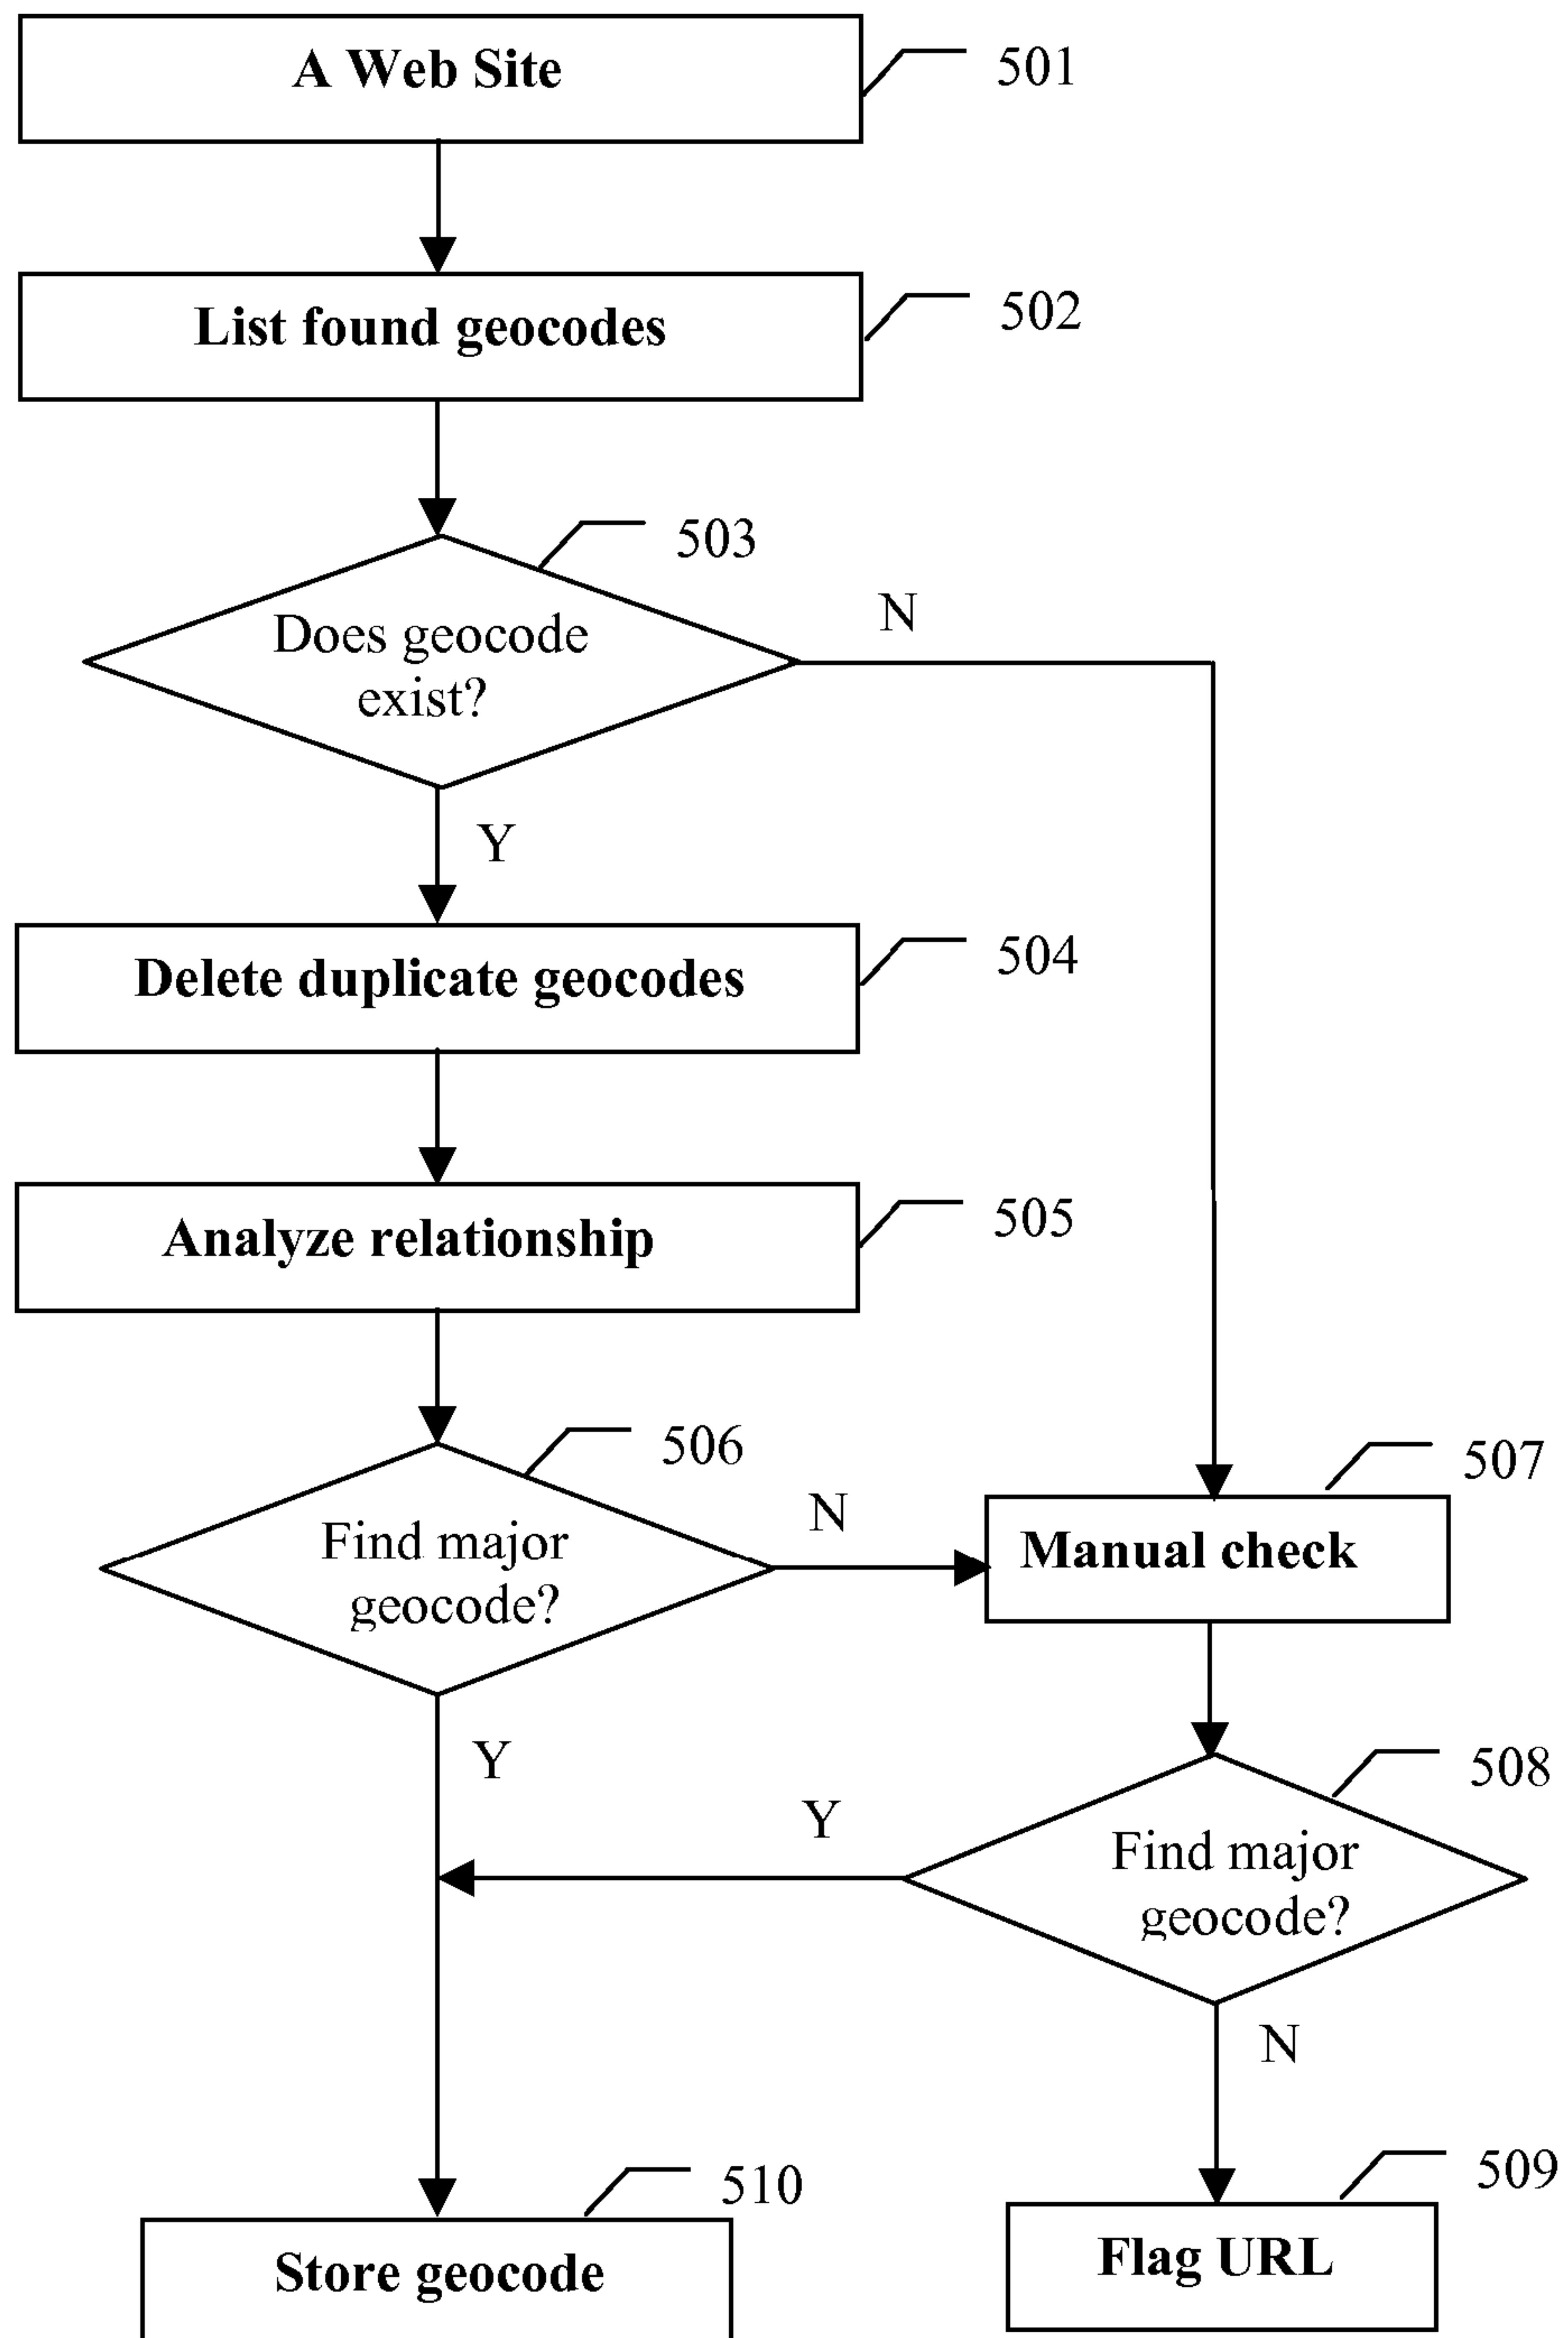 A Web Site
501
List found geocodes
502
503
Does geocode
exist?
N
Y
Delete duplicate geocodes
504
Analyze relationship
505
506
Find major
geocode?
N
507
Manual check
Y
508
Y
Find major
geocode?
N
510
Store geocode
509
Flag URL